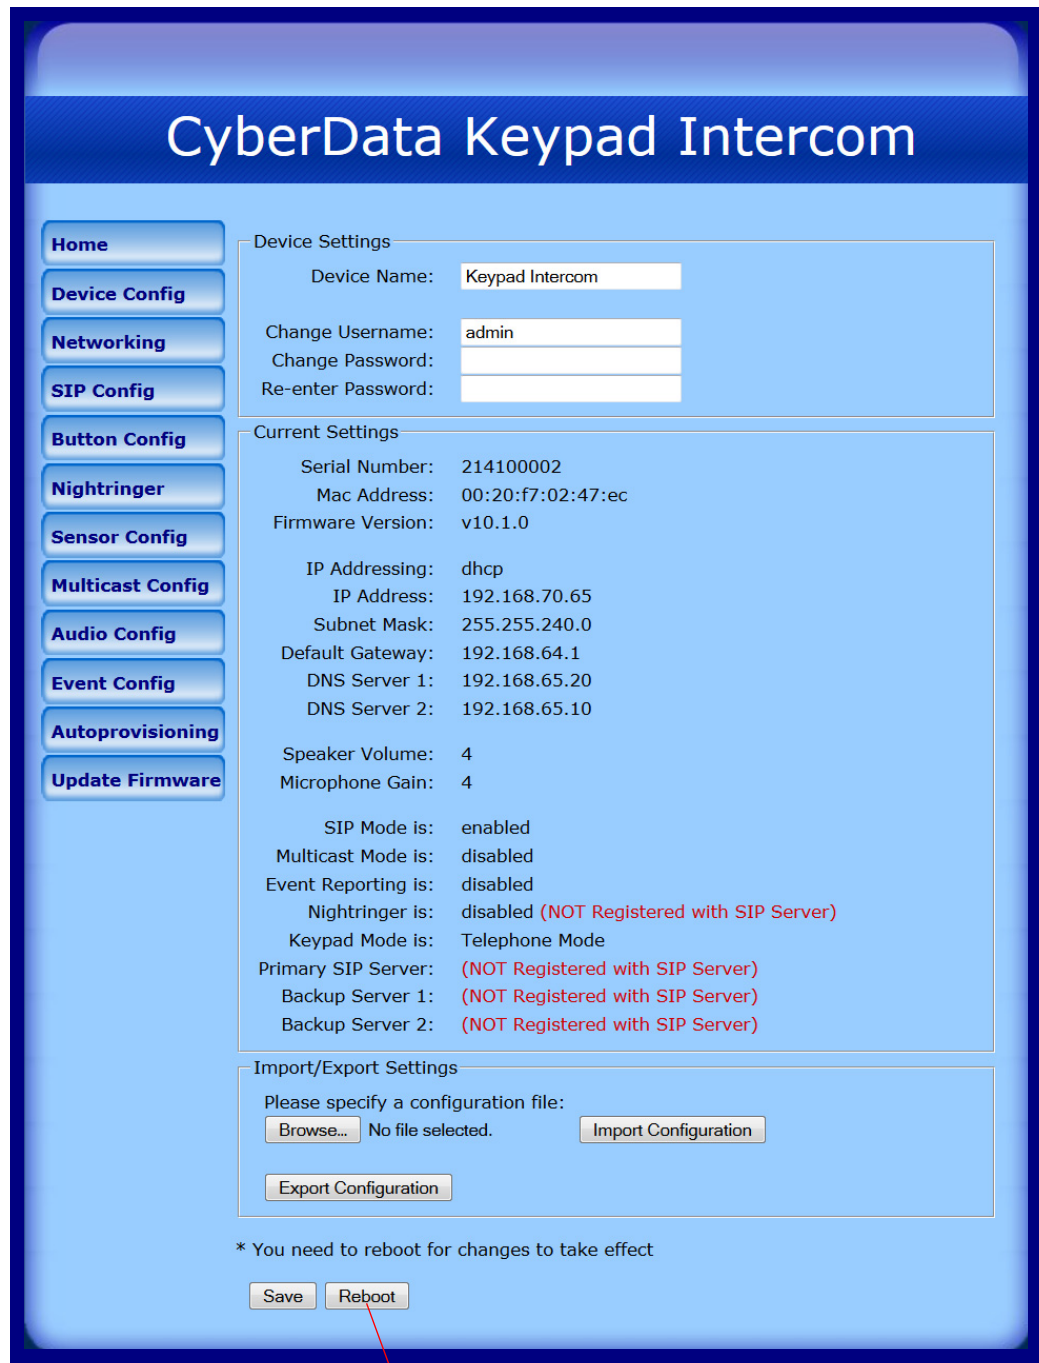 CyberData Keypad Intercom
Home
Device Config
Networking
SIP Config
Button Config
Nightringer
Sensor Config
Multicast Config
Audio Config
Event Config
Autoprovisioning
Update Firmware
Device Settings
Device Name: Keypad Intercom
Change Username: admin
Change Password:
Re-enter Password:
Current Settings
Serial Number: 214100002
Mac Address: 00:20:f7:02:47:ec
Firmware Version: v10.1.0
IP Addressing: dhcp
IP Address: 192.168.70.65
Subnet Mask: 255.255.240.0
Default Gateway: 192.168.64.1
DNS Server 1: 192.168.65.20
DNS Server 2: 192.168.65.10
Speaker Volume: 4
Microphone Gain: 4
SIP Mode is: enabled
Multicast Mode is: disabled
Event Reporting is: disabled
Nightringer is: disabled (NOT Registered with SIP Server)
Keypad Mode is: Telephone Mode
Primary SIP Server: (NOT Registered with SIP Server)
Backup Server 1: (NOT Registered with SIP Server)
Backup Server 2: (NOT Registered with SIP Server)
Import/Export Settings
Please specify a configuration file:
Browse... No file selected. Import Configuration
Export Configuration
* You need to reboot for changes to take effect
Save Reboot